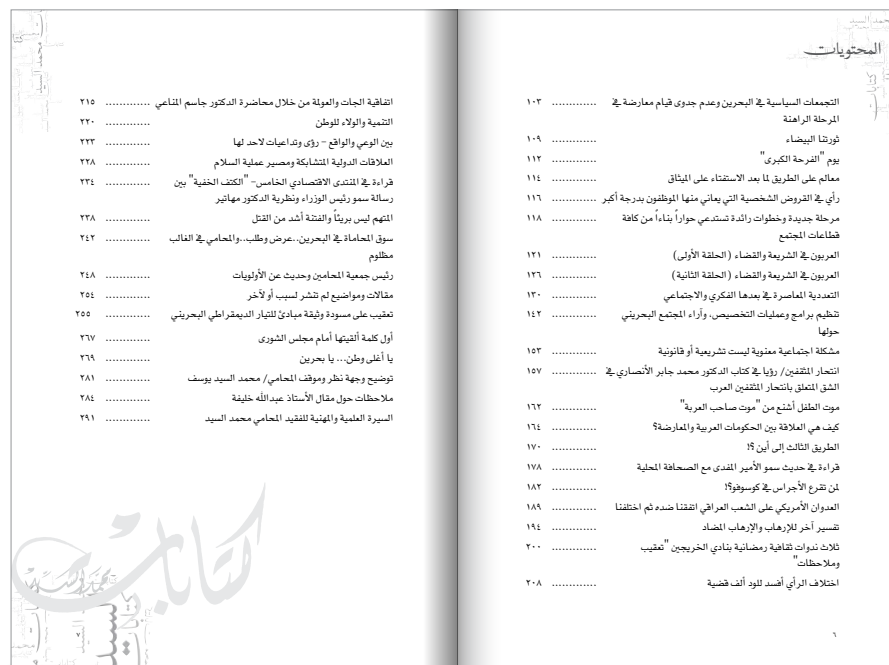 المحتويات
التجمعات السياسية في البحرين وعدم جدوى قيام معارضة في ............. ١٠٣
المرحلة الراهنة
ثورتنا البيضاء ............. ١٠٩
يوم "الفرحة الكبرى" ............. ١١٢
معالم على الطريق لما بعد الاستفتاء على الميثاق ............. ١١٤
رأي في القروض الشخصية التي يعاني منها الموظفون بدرجة أكبر ............. ١١٦
مرحلة جديدة وخطوات رائدة تستدعي حواراً بناءاً من كافة ............. ١١٨
قطاعات المجتمع
العربون في الشريعة والقضاء (الحلقة الأولى) ............. ١٢١
العربون في الشريعة والقضاء (الحلقة الثانية) ............. ١٢٦
التعددية المعاصرة في بعدها الفكري والاجتماعي ............. ١٣٠
تنظيم برامج وعمليات التخصيص، وآراء المجتمع البحريني ............. ١٤٢
حولها
مشكلة اجتماعية معنوية ليست تشريعية أو قانونية ............. ١٥٣
انتحار المثقفين/ رؤيا في كتاب الدكتور محمد جابر الأنصاري في ............. ١٥٧
الشق المتعلق بانتحار المثقفين العرب
موت الطفل أشنع من "موت صاحب العربة" ............. ١٦٢
كيف هي العلاقة بين الحكومات العربية والمعارضة؟ ............. ١٦٤
الطريق الثالث إلى أين ؟! ............. ١٧٠
قراءة في حديث سمو الأمير المفدى مع الصحافة المحلية ............. ١٧٨
لمن تقرع الأجراس في كوسوفو؟! ............. ١٨٢
العدوان الأمريكي على الشعب العراقي اتفقنا ضده ثم اختلفنا ............. ١٨٩
تفسير آخر للإرهاب والإرهاب المضاد ............. ١٩٤
ثلاث ندوات ثقافية رمضانية بنادي الخريجين "تعقيب ............. ٢٠٠
وملاحظات"
اختلاف الرأي أفسد للود ألف قضية ............. ٢٠٨
٦
اتفاقية الجات والعولمة من خلال محاضرة الدكتور جاسم المناعي ............. ٢١٥
التنمية والولاء للوطن ............. ٢٢٠
بين الوعي والواقع - رؤى وتداعيات لاحد لها ............. ٢٢٣
العلاقات الدولية المتشابكة ومصير عملية السلام ............. ٢٢٨
قراءة في المنتدى الاقتصادي الخامس- "الكتف الخفية" بين ............. ٢٣٤
رسالة سمو رئيس الوزراء ونظرية الدكتور مهاتير
المتهم ليس بريئاً والفتنة أشد من القتل ............. ٢٣٨
سوق المحاماة في البحرين..عرض وطلب..والمحامي في الغالب ............. ٢٤٢
مظلوم
رئيس جمعية المحامين وحديث عن الأولويات ............. ٢٤٨
مقالات ومواضيع لم تنشر لسبب أو لآخر ............. ٢٥٤
تعقيب على مسودة وثيقة مبادئ للتيار الديمقراطي البحريني ............. ٢٥٥
أول كلمة ألقيتها أمام مجلس الشورى ............. ٢٦٧
يا أغلى وطن... يا بحرين ............. ٢٦٩
توضيح وجهة نظر وموقف المحامي/ محمد السيد يوسف ............. ٢٨١
ملاحظات حول مقال الأستاذ عبدالله خليفة ............. ٢٨٤
السيرة العلمية والمهنية للفقيد المحامي محمد السيد ............. ٢٩١
كتابات
محمد السيد
٧